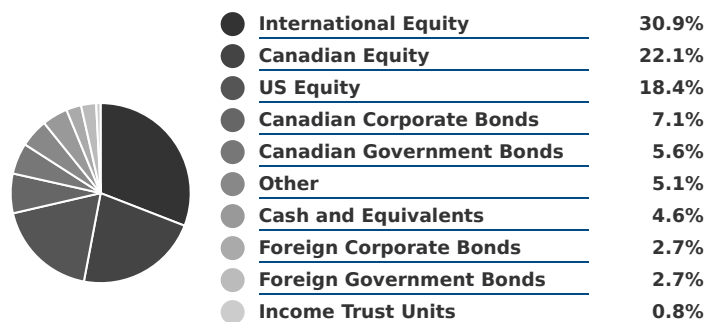 International Equity 30.9%
Canadian Equity 22.1%
US Equity 18.4%
Canadian Corporate Bonds 7.1%
Canadian Government Bonds 5.6%
Other 5.1%
Cash and Equivalents 4.6%
Foreign Corporate Bonds 2.7%
Foreign Government Bonds 2.7%
Income Trust Units 0.8%